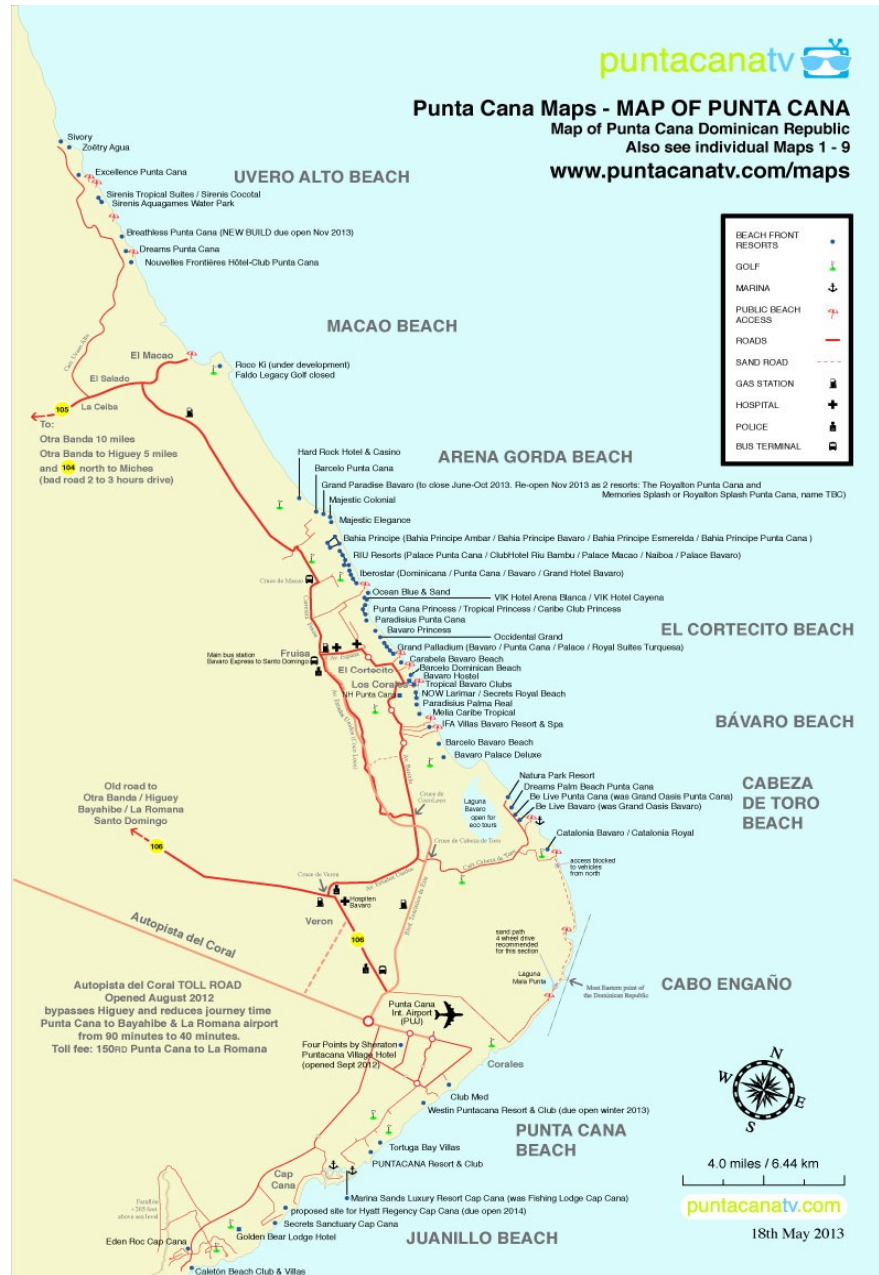 puntacanatv
Punta Cana Maps - MAP OF PUNTA CANA
Map of Punta Cana Dominican Republic
Also see individual Maps 1 - 9
www.puntacanatv.com/maps
Sivory
Zoëtry Agua
Excellence Punta Cana
UVERO ALTO BEACH
Sirenis Tropical Suites / Sirenis Cocotal
Sirenis Aquagames Water Park
Breathless Punta Cana (NEW BUILD due open Nov 2013)
Dreams Punta Cana
Nouvelles Frontières Hôtel-Club Punta Cana
BEACH FRONT
RESORTS
GOLF
MARINA
PUBLIC BEACH
ACCESS
ROADS
SAND ROAD
GAS STATION
HOSPITAL
POLICE
BUS TERMINAL
MACAO BEACH
El Macao
Roco Ki (under development)
Faldo Legacy Golf closed
El Salado
La Ceiba
105
To:
Otra Banda 10 miles
Otra Banda to Higuey 5 miles
and 104 north to Miches
(bad road 2 to 3 hours drive)
Hard Rock Hotel & Casino
ARENA GORDA BEACH
Barcelo Punta Cana
Grand Paradise Bavaro (to close June-Oct 2013. Re-open Nov 2013 as 2 resorts: The Royalton Punta Cana and
Memories Splash or Royalton Splash Punta Cana, name TBC)
Majestic Colonial
Majestic Elegance
Bahia Principe (Bahia Principe Ambar / Bahia Principe Bavaro / Bahia Principe Esmerelda / Bahia Principe Punta Cana )
RIU Resorts (Palace Punta Cana / ClubHotel Riu Bambu / Palace Macao / Naiboa / Palace Bavaro)
Iberostar (Dominicana / Punta Cana / Bavaro / Grand Hotel Bavaro)
Cruce de Macao
Ocean Blue & Sand
VIK Hotel Arena Blanca / VIK Hotel Cayena
Punta Cana Princess / Tropical Princess / Caribe Club Princess
Paradisius Punta Cana
EL CORTECITO BEACH
Bavaro Princess
Occidental Grand
Grand Palladium (Bavaro / Punta Cana / Palace / Royal Suites Turquesa)
Fruisa
Main bus station
Bavaro Express to Santo Domingo
Carabela Bavaro Beach
El Cortecito
Barcelo Dominican Beach
Bavaro Hostel
Los Corales
Tropical Bavaro Clubs
NH Punta Cana
NOW Larimar / Secrets Royal Beach
Paradisius Palma Real
Melia Caribe Tropical
BÁVARO BEACH
IFA Villas Bavaro Resort & Spa
Barcelo Bavaro Beach
Bavaro Palace Deluxe
Natura Park Resort
Dreams Palm Beach Punta Cana
Be Live Punta Cana (was Grand Oasis Punta Cana)
Be Live Bavaro (was Grand Oasis Bavaro)
CABEZA
DE TORO
BEACH
Old road to
Otra Banda / Higuey
Bayahibe / La Romana
Santo Domingo
106
Laguna
Bavaro
open for
eco tours
Cruce de
CocoLoco
Catalonia Bavaro / Catalonia Royal
Cruce de Cabeza de Toro
access blocked
to vehicles
from north
Cruce de Veron
Av. Estados Unidos
Hospiten
Bavaro
Veron
106
Autopista del Coral
sand path
4 wheel drive
recommended
for this section
Laguna
Mala Punta
Most Eastern point of
the Dominican Republic
CABO ENGAÑO
Autopista del Coral TOLL ROAD
Opened August 2012
bypasses Higuey and reduces journey time
Punta Cana to Bayahibe & La Romana airport
from 90 minutes to 40 minutes.
Toll fee: 150RD Punta Cana to La Romana
Punta Cana
Int. Airport
(PUJ)
Four Points by Sheraton
Puntacana Village Hotel
(opened Sept 2012)
Corales
Club Med
Westin Puntacana Resort & Club (due open winter 2013)
PUNTA CANA
BEACH
Tortuga Bay Villas
PUNTACANA Resort & Club
Cap
Cana
Marina Sands Luxury Resort Cap Cana (was Fishing Lodge Cap Cana)
proposed site for Hyatt Regency Cap Cana (due open 2014)
Secrets Sanctuary Cap Cana
Golden Bear Lodge Hotel
JUANILLO BEACH
Eden Roc Cap Cana
Caletón Beach Club & Villas
N
W
E
S
4.0 miles / 6.44 km
puntacanatv.com
18th May 2013